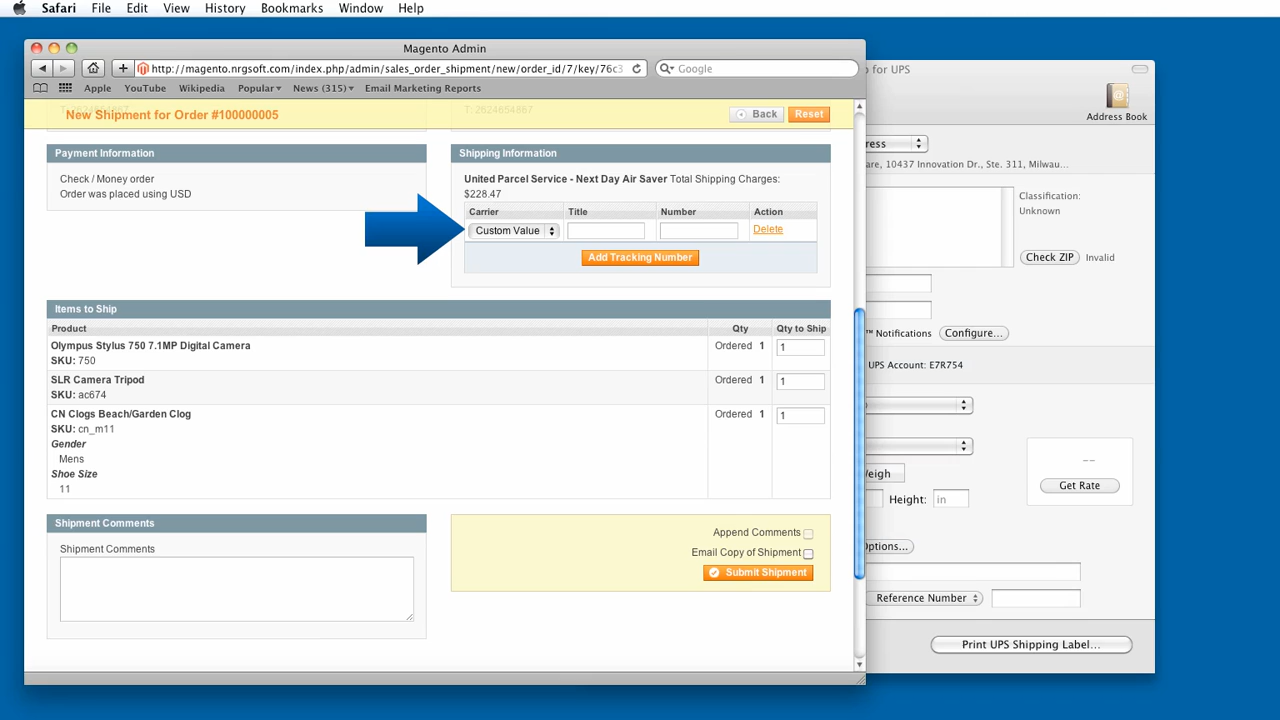 Safari File Edit View History Bookmarks Window Help
Magento Admin
http://magento.nrgsoft.com/index.php/admin/sales_order_shipment/new/order_id/7/key/76c3
Google
Apple YouTube Wikipedia Popular News (315) Email Marketing Reports
T: 2624654867
New Shipment for Order #100000005
Back
Reset
Payment Information
Check / Money order
Order was placed using USD
Shipping Information
United Parcel Service - Next Day Air Saver Total Shipping Charges:
$228.47
Carrier Title Number Action
Custom Value Delete
Add Tracking Number
Items to Ship
Product Qty Qty to Ship
Olympus Stylus 750 7.1MP Digital Camera Ordered 1 1
SKU: 750
SLR Camera Tripod Ordered 1 1
SKU: ac674
CN Clogs Beach/Garden Clog Ordered 1 1
SKU: cn_m11
Gender
Mens
Shoe Size
11
Shipment Comments
Shipment Comments
Append Comments
Email Copy of Shipment
Submit Shipment
for UPS
Address Book
ress
are, 10437 Innovation Dr., Ste. 311, Milwau...
Classification:
Unknown
Check ZIP Invalid
™ Notifications Configure...
UPS Account: E7R754
eigh
--
Get Rate
Height: in
Options...
Reference Number
Print UPS Shipping Label...